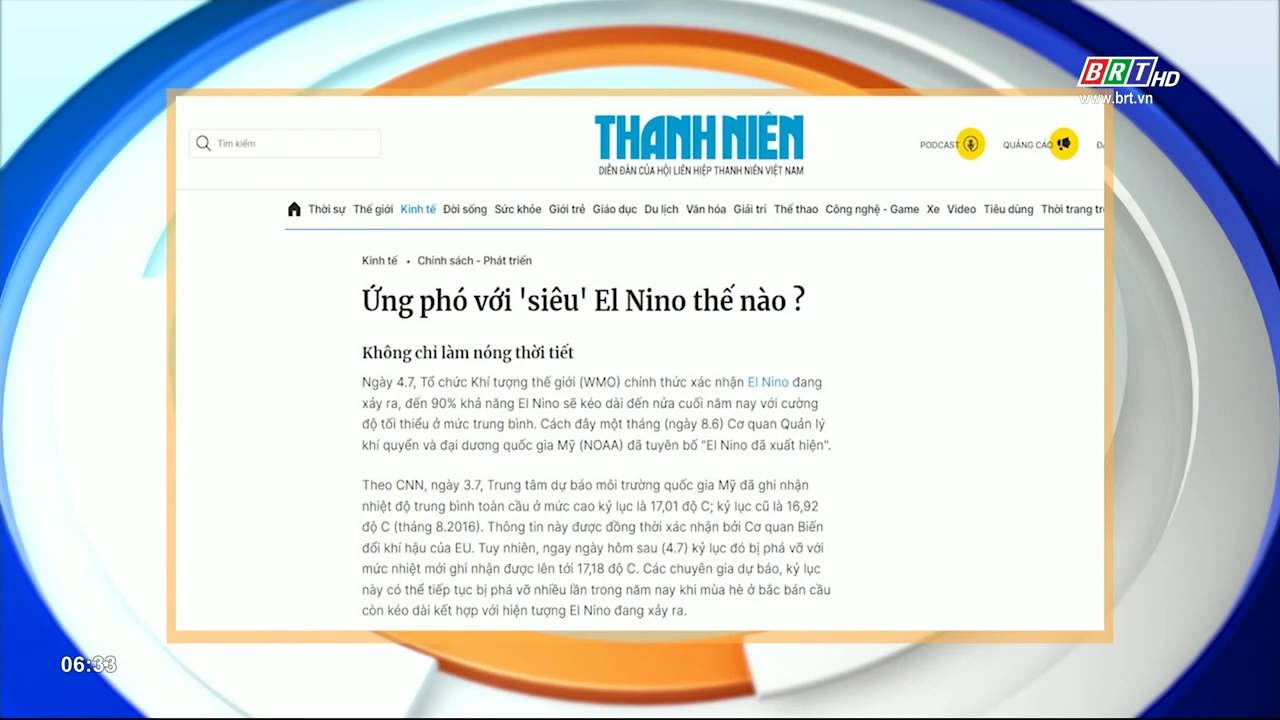 BRT HD
www.brt.vn
Tìm kiếm
THANH NIÊN
DIỄN ĐÀN CỦA HỘI LIÊN HIỆP THANH NIÊN VIỆT NAM
PODCAST QUẢNG CÁO
Thời sự Thế giới Kinh tế Đời sống Sức khỏe Giới trẻ Giáo dục Du lịch Văn hóa Giải trí Thể thao Công nghệ - Game Xe Video Tiêu dùng Thời trang
Kinh tế • Chính sách - Phát triển
Ứng phó với 'siêu' El Nino thế nào ?
Không chỉ làm nóng thời tiết
Ngày 4.7, Tổ chức Khí tượng thế giới (WMO) chính thức xác nhận El Nino đang
xảy ra, đến 90% khả năng El Nino sẽ kéo dài đến nửa cuối năm nay với cường
độ tối thiểu ở mức trung bình. Cách đây một tháng (ngày 8.6) Cơ quan Quản lý
khí quyển và đại dương quốc gia Mỹ (NOAA) đã tuyên bố "El Nino đã xuất hiện".
Theo CNN, ngày 3.7, Trung tâm dự báo môi trường quốc gia Mỹ đã ghi nhận
nhiệt độ trung bình toàn cầu ở mức cao kỷ lục là 17,01 độ C; kỷ lục cũ là 16,92
độ C (tháng 8.2016). Thông tin này được đồng thời xác nhận bởi Cơ quan Biến
đổi khí hậu của EU. Tuy nhiên, ngay ngày hôm sau (4.7) kỷ lục đó bị phá vỡ với
mức nhiệt mới ghi nhận được lên tới 17,18 độ C. Các chuyên gia dự báo, kỷ lục
này có thể tiếp tục bị phá vỡ nhiều lần trong năm nay khi mùa hè ở bắc bán cầu
còn kéo dài kết hợp với hiện tượng El Nino đang xảy ra.
06:33